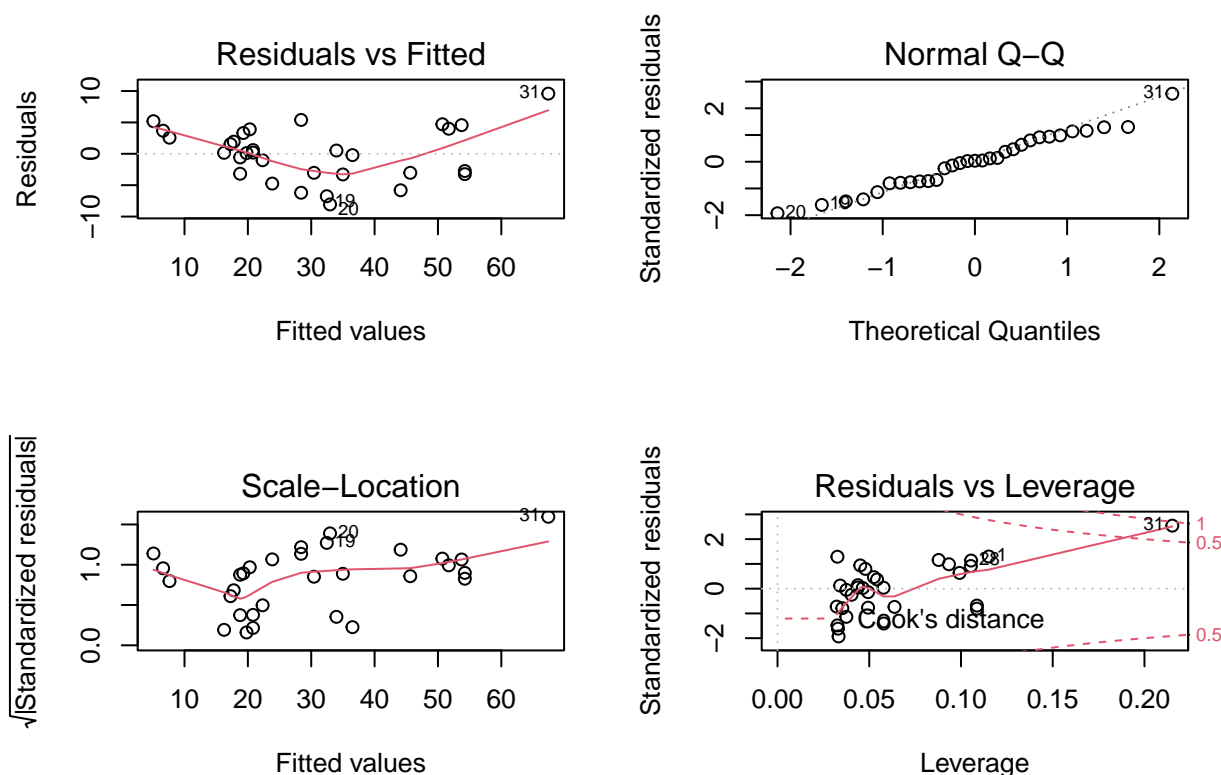 Residuals vs Fitted
Residuals
10
0
−10
31
19
20
10 20 30 40 50 60
Fitted values
Normal Q−Q
Standardized residuals
2
0
−2
31
20
19
−2 −1 0 1 2
Theoretical Quantiles
Scale−Location
√|Standardized residuals|
1.0
0.0
31
20
19
10 20 30 40 50 60
Fitted values
Residuals vs Leverage
Standardized residuals
2
0
−2
31
1
28
Cook's distance
1
0.5
0.5
0.00 0.05 0.10 0.15 0.20
Leverage